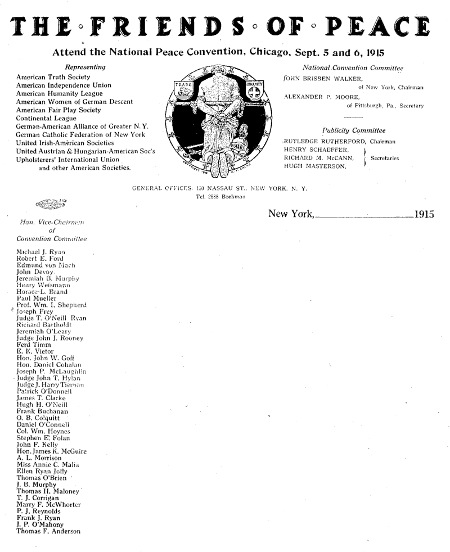 THE · FRIENDS · OF · PEACE
Attend the National Peace Convention, Chicago, Sept. 5 and 6, 1915
Representing
American Truth Society
American Independence Union
American Humanity League
American Women of German Descent
American Fair Play Society
Continental League
German-American Alliance of Greater N. Y.
German Catholic Federation of New York
United Irish-American Societies
United Austrian & Hungarian-American Soc's
Upholsterers' International Union
and other American Societies.
National Convention Committee
JOHN BRISBEN WALKER,
of New York, Chairman
ALEXANDER P. MOORE,
of Pittsburgh, Pa., Secretary
Publicity Committee
RUTLEDGE RUTHERFORD, Chairman
HENRY SCHAEFFER,
RICHARD M. McCANN, Secretaries
HUGH MASTERSON,
GENERAL OFFICES, 150 NASSAU ST., NEW YORK, N. Y.
Tel. Beekman
New York, 1915
Hon. Vice-Chairmen
of
Convention Committee
Michael J. Ryan
Robert E. Ford
Edmund von Mach
John Devoy
Jeremiah B. Murphy
Henry Weismann
Horace L. Brand
Paul Mueller
Prof. Wm. I. Shepherd
Joseph Frey
Judge T. O'Neill Ryan
Richard Bartholdt
Jeremiah O'Leary
Judge John J. Rooney
Ferd Timm
E. K. Victor
Hon. John W. Goff
Hon. Daniel Cohalan
Joseph P. McLaughlin
Judge John T. Hylan
Judge J. Harry Tiernan
Patrick O'Donnell
James T. Clarke
Hugh H. O'Neill
Frank Buchanan
O. B. Colquitt
Daniel O'Connell
Col. Wm. Hoynes
Stephen E. Folan
John F. Kelly
Hon. James K. McGuire
A. L. Morrison
Miss Annie C. Malia
Ellen Ryan Jolly
Thomas O'Brien
J. B. Murphy
Thomas H. Maloney
T. J. Corrigan
Mary F. McWhorter
P. J. Reynolds
Frank J. Ryan
J. P. O'Mahony
Thomas F. Anderson